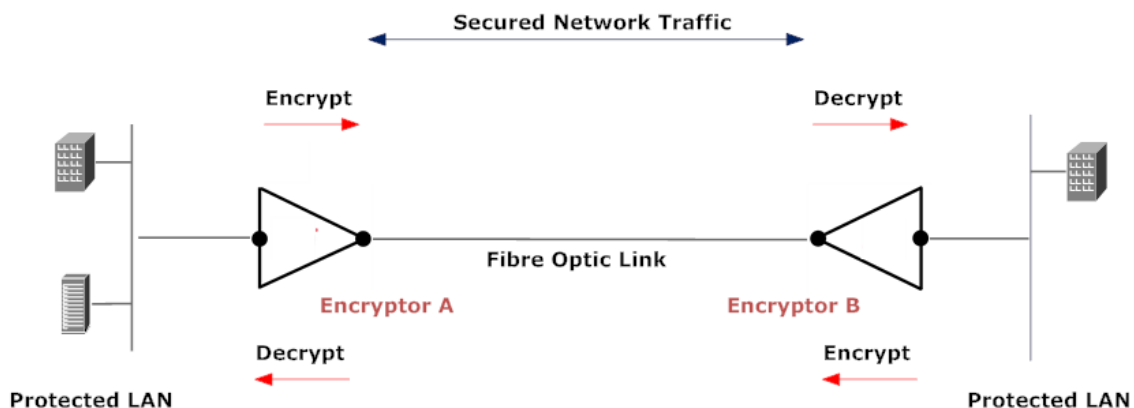 Secured Network Traffic
Encrypt
Decrypt
Fibre Optic Link
Encryptor A
Encryptor B
Decrypt
Encrypt
Protected LAN
Protected LAN